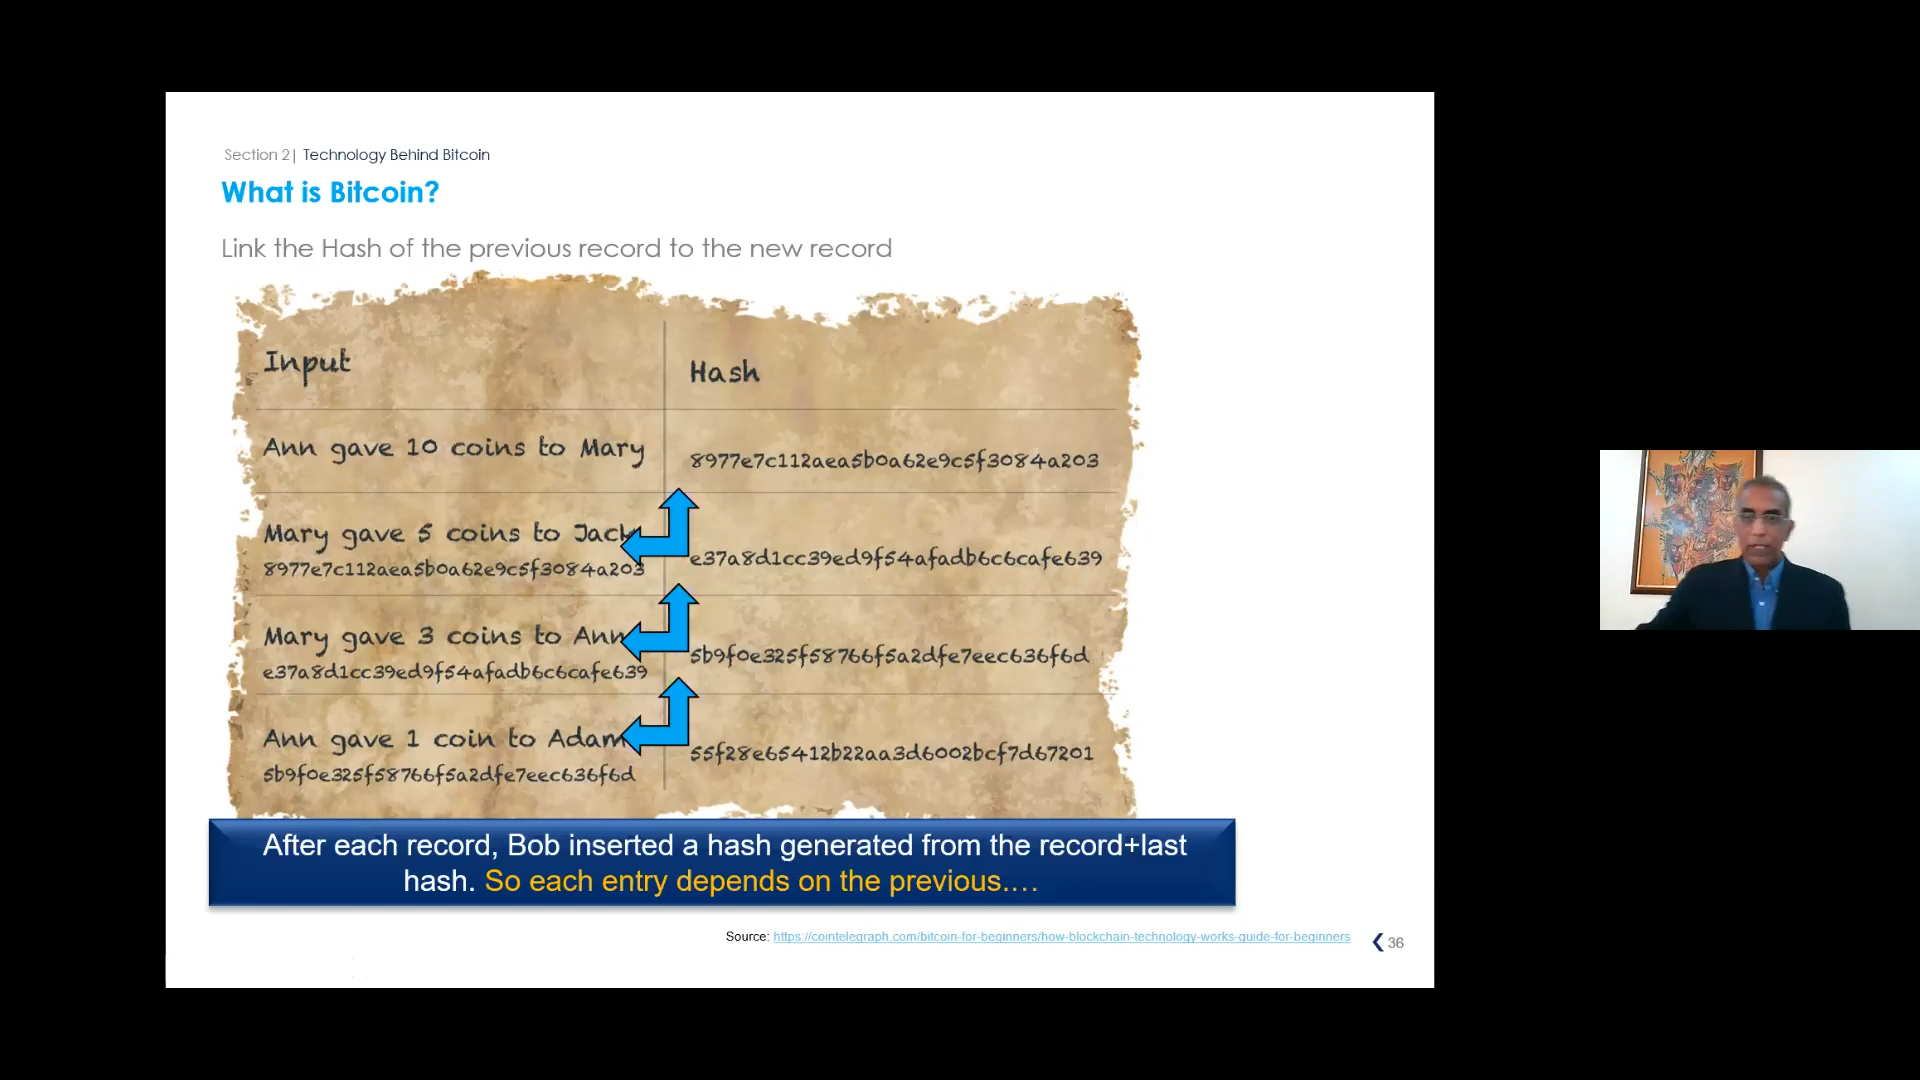 Section 2| Technology Behind Bitcoin
What is Bitcoin?
Link the Hash of the previous record to the new record
Input
Hash
Ann gave 10 coins to Mary
8977e7c112aea5b0a62e9c5f3084a203
Mary gave 5 coins to Jack
8977e7c112aea5b0a62e9c5f3084a203
e37a8d1cc39ed9f54afadb6c6cafe639
Mary gave 3 coins to Ann
e37a8d1cc39ed9f54afadb6c6cafe639
5b9f0e325f58766f5a2dfe7eec636f6d
Ann gave 1 coin to Adam
5b9f0e325f58766f5a2dfe7eec636f6d
55f28e65412b22aa3d6002bcf7d67201
After each record, Bob inserted a hash generated from the record+last
hash. So each entry depends on the previous.…
Source: https://cointelegraph.com/bitcoin-for-beginners/how-blockchain-technology-works-guide-for-beginners
36